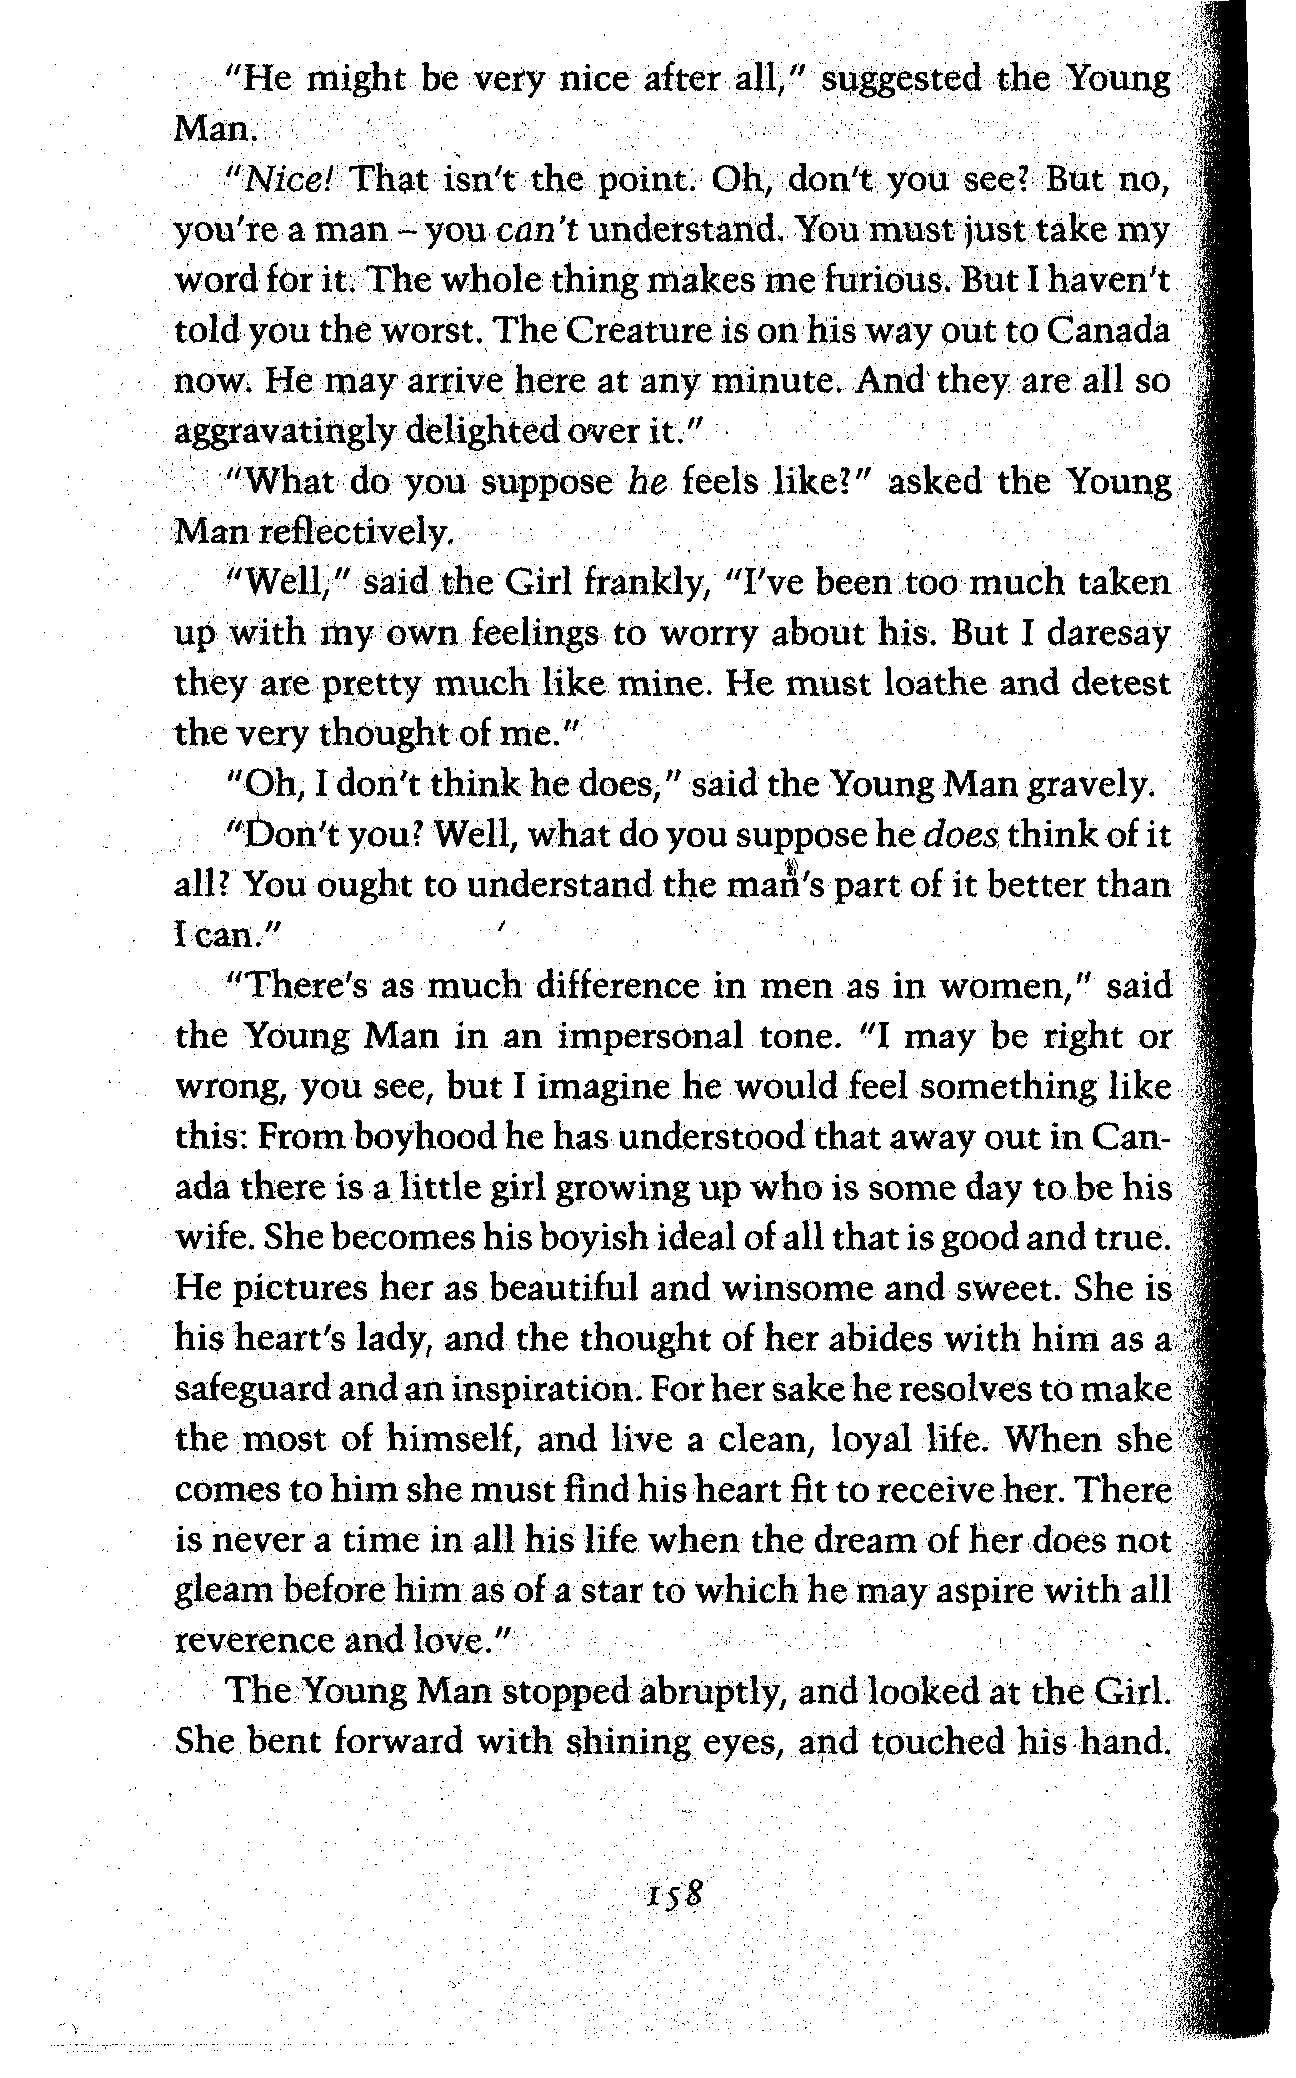 "He might be very nice after all," suggested the Young
Man.
"Nice! That isn't the point. Oh, don't you see? But no,
you're a man – you can't understand. You must just take my
word for it. The whole thing makes me furious. But I haven't
told you the worst. The Creature is on his way out to Canada
now. He may arrive here at any minute. And they are all so
aggravatingly delighted over it."
"What do you suppose he feels like?" asked the Young
Man reflectively.
"Well," said the Girl frankly, "I've been too much taken
up with my own feelings to worry about his. But I daresay
they are pretty much like mine. He must loathe and detest
the very thought of me."
"Oh, I don't think he does," said the Young Man gravely.
"Don't you? Well, what do you suppose he does think of it
all? You ought to understand the man's part of it better than
I can."
"There's as much difference in men as in women," said
the Young Man in an impersonal tone. "I may be right or
wrong, you see, but I imagine he would feel something like
this: From boyhood he has understood that away out in Can-
ada there is a little girl growing up who is some day to be his
wife. She becomes his boyish ideal of all that is good and true.
He pictures her as beautiful and winsome and sweet. She is
his heart's lady, and the thought of her abides with him as a
safeguard and an inspiration. For her sake he resolves to make
the most of himself, and live a clean, loyal life. When she
comes to him she must find his heart fit to receive her. There
is never a time in all his life when the dream of her does not
gleam before him as of a star to which he may aspire with all
reverence and love."
The Young Man stopped abruptly, and looked at the Girl.
She bent forward with shining eyes, and touched his hand.
158